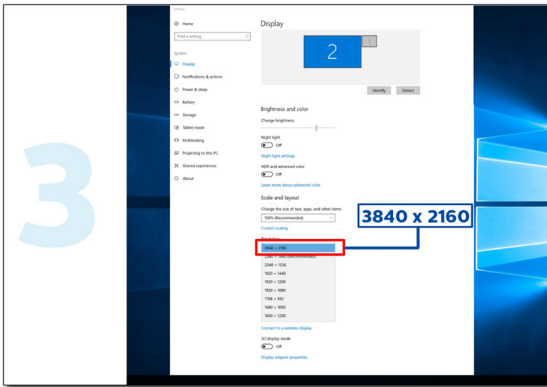 Settings
Home
Find a setting
System
Display
Notifications & actions
Power & sleep
Battery
Storage
Tablet mode
Multitasking
Projecting to this PC
Shared experiences
About
Display
2
1
Identify
Detect
Brightness and color
Change brightness
Night light
Off
Night light settings
HDR and advanced color
Off
Learn more about advanced color
Scale and layout
Change the size of text, apps, and other items
Custom scaling
Resolution
3840 × 2160
2048 × 1536
1920 × 1440
1920 × 1200
1920 × 1080
1680 × 1050
1600 × 1200
Connect to a wireless display
3D display mode
Off
Display adapter properties
3
3840 x 2160